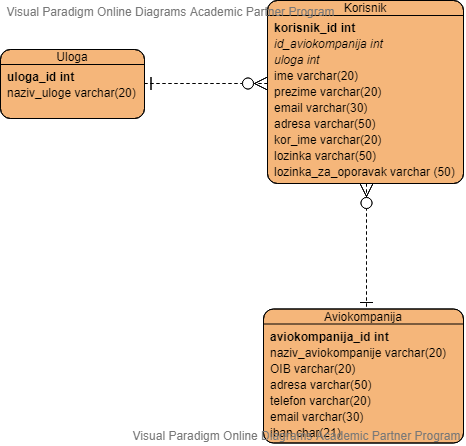 Visual Paradigm Online Diagrams Academic Partner Program
Korisnik
korisnik_id int
id_aviokompanija int
uloga int
ime varchar(20)
prezime varchar(20)
email varchar(30)
adresa varchar(50)
kor_ime varchar(20)
lozinka varchar(50)
lozinka_za_oporavak varchar (50)
Uloga
uloga_id int
naziv_uloge varchar(20)
Aviokompanija
aviokompanija_id int
naziv_aviokompanije varchar(20)
OIB varchar(20)
adresa varchar(50)
telefon varchar(20)
email varchar(30)
iban char(21)
Visual Paradigm Online Diagrams Academic Partner Program